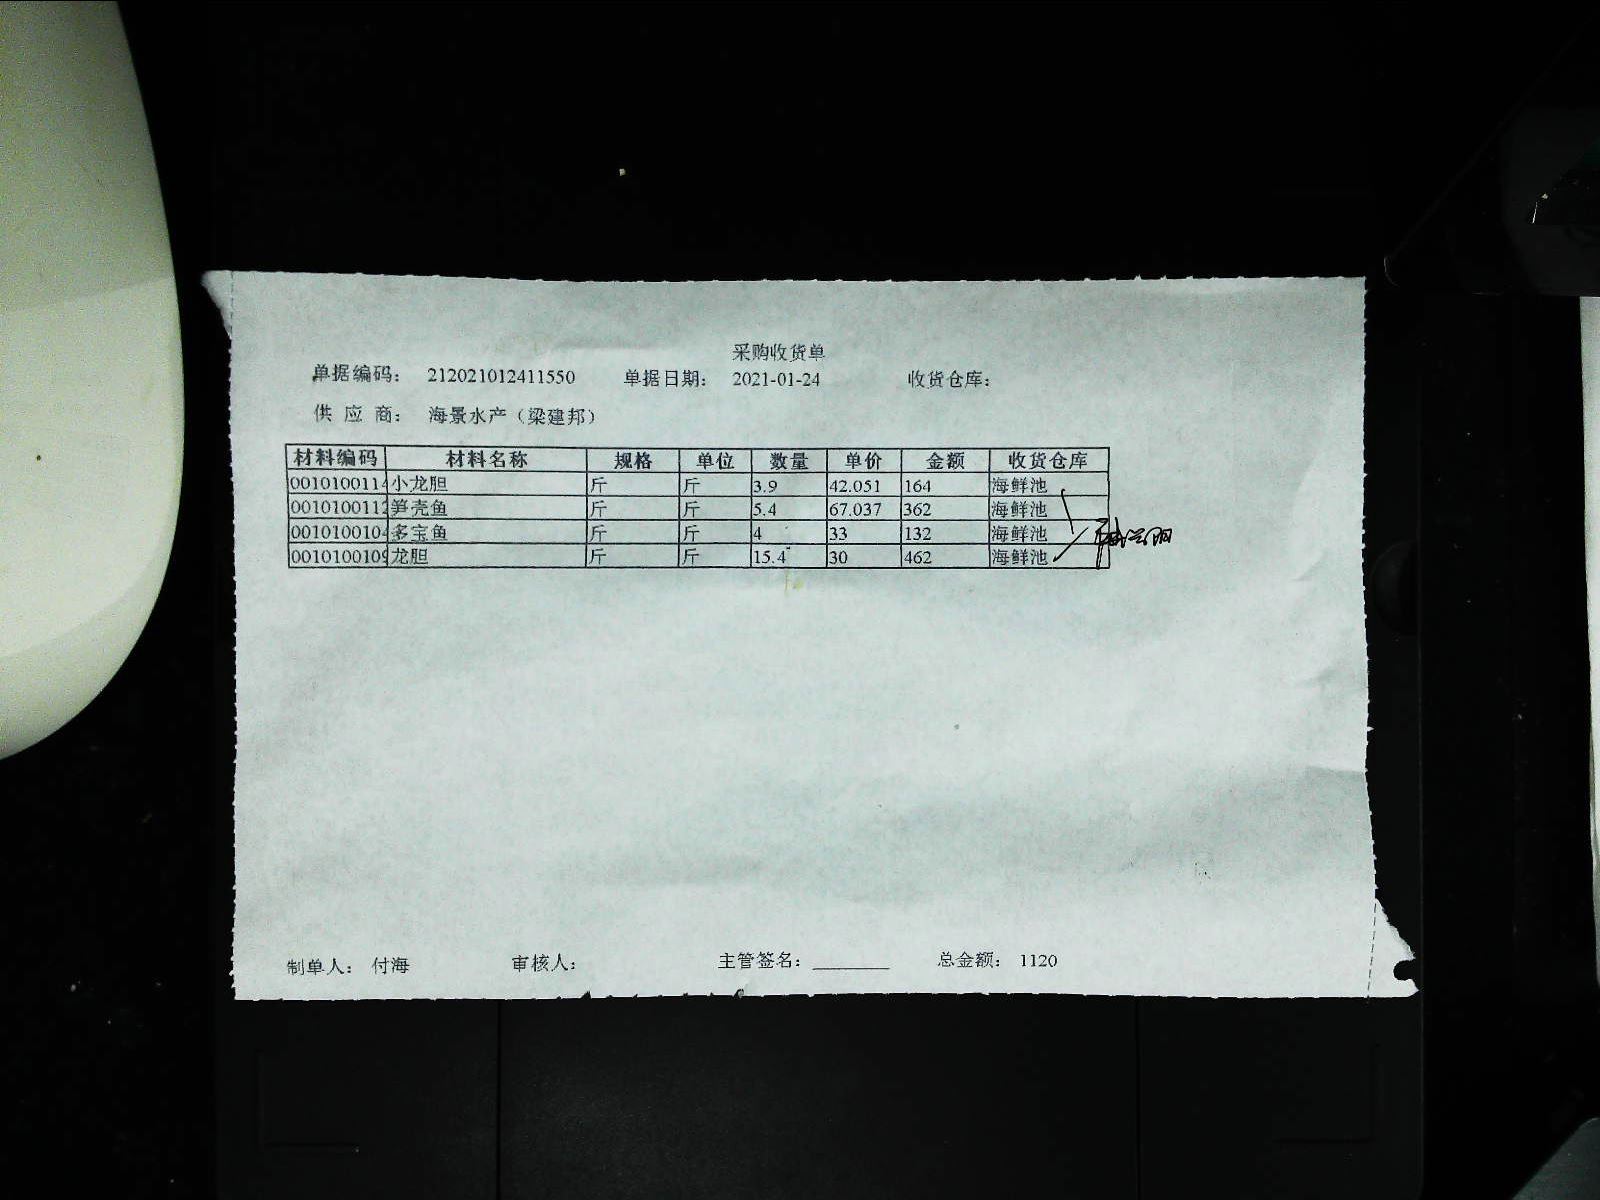 采购收货单
单据编码： 212021012411550 单据日期： 2021-01-24 收货仓库：
供 应 商： 海景水产（梁建邦）
材料编码 材料名称 规格 单位 数量 单价 金额 收货仓库
0010100114 小龙胆 斤 斤 3.9 42.051 164 海鲜池
0010100112 笋壳鱼 斤 斤 5.4 67.037 362 海鲜池
001010010 多宝鱼 斤 斤 4 33 132 海鲜池
0010100109 龙胆 斤 斤 15.4 30 462 海鲜池
制单人： 付海 审核人： 主管签名： 总金额： 1120